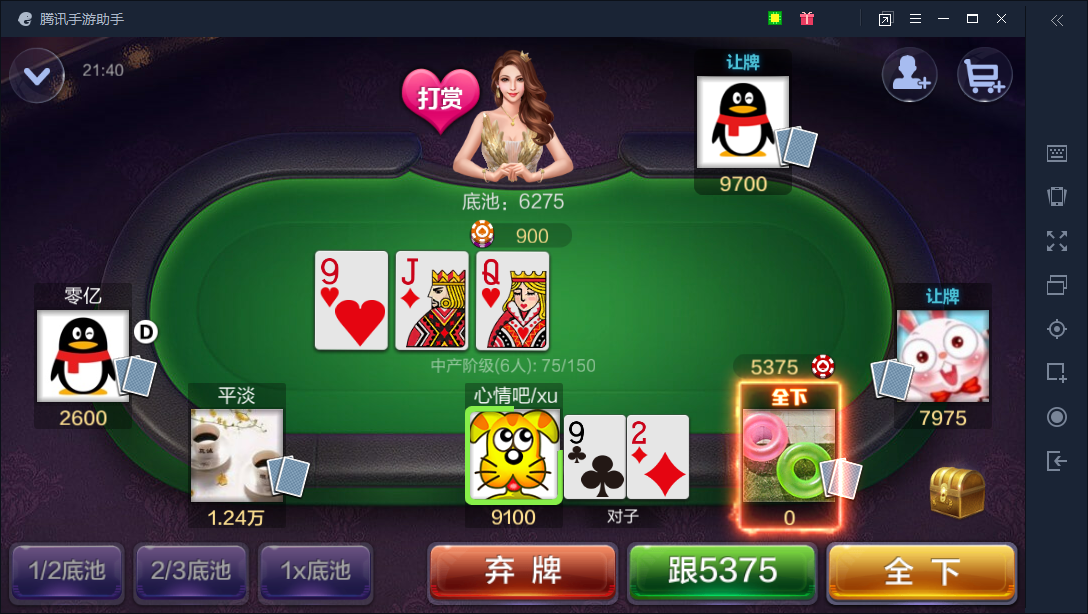 腾讯手游助手
21:40
打赏
让牌
9700
底池：6275
900
9
J
Q
零亿
D
2600
中产阶级(6人): 75/150
让牌
7975
5375
全下
0
平淡
1.24万
心情吧/xu
9100
9
2
对子
1/2底池
2/3底池
1x底池
弃 牌
跟5375
全 下